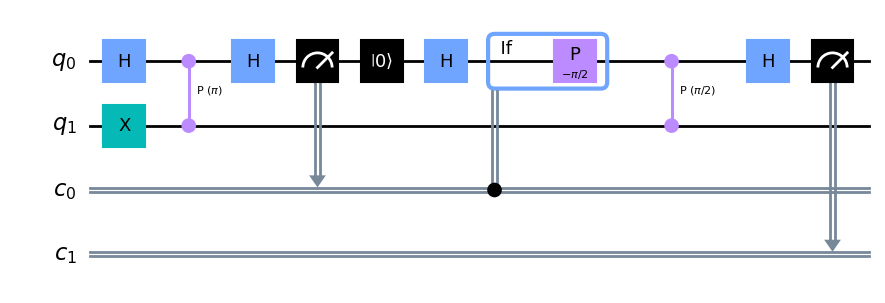 q₀ H H |0⟩ H If P −π/2 H
P (π) P (π/2)
q₁ X
c₀
c₁